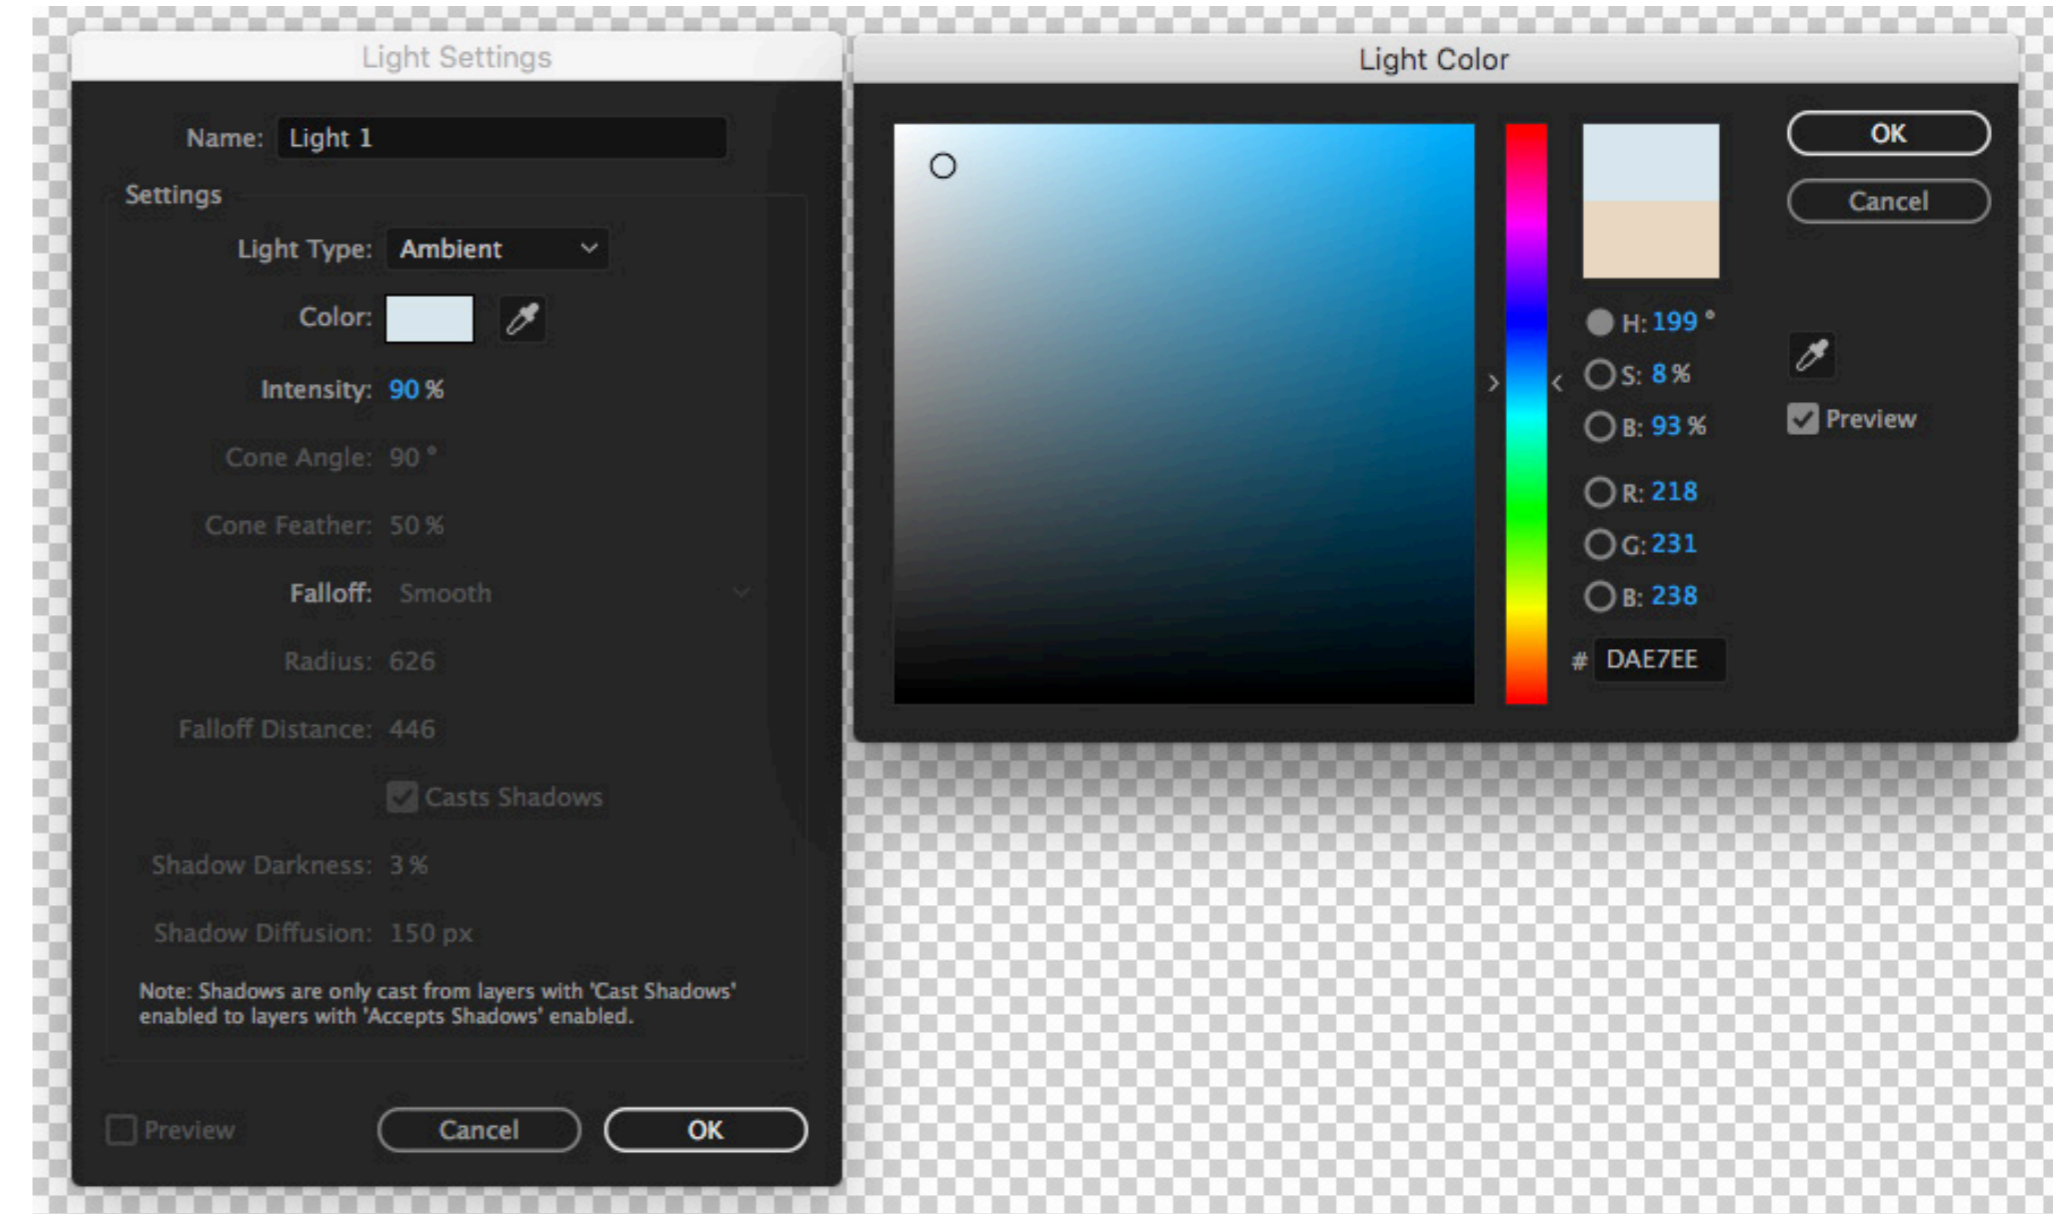 Light Settings
Name: Light 1
Settings
Light Type: Ambient
Color:
Intensity: 90 %
Cone Angle: 90 °
Cone Feather: 50 %
Falloff: Smooth
Radius: 626
Falloff Distance: 446
Casts Shadows
Shadow Darkness: 3 %
Shadow Diffusion: 150 px
Note: Shadows are only cast from layers with 'Cast Shadows'
enabled to layers with 'Accepts Shadows' enabled.
Preview Cancel OK
Light Color
OK
Cancel
H: 199 °
S: 8 %
B: 93 %
Preview
R: 218
G: 231
B: 238
# DAE7EE